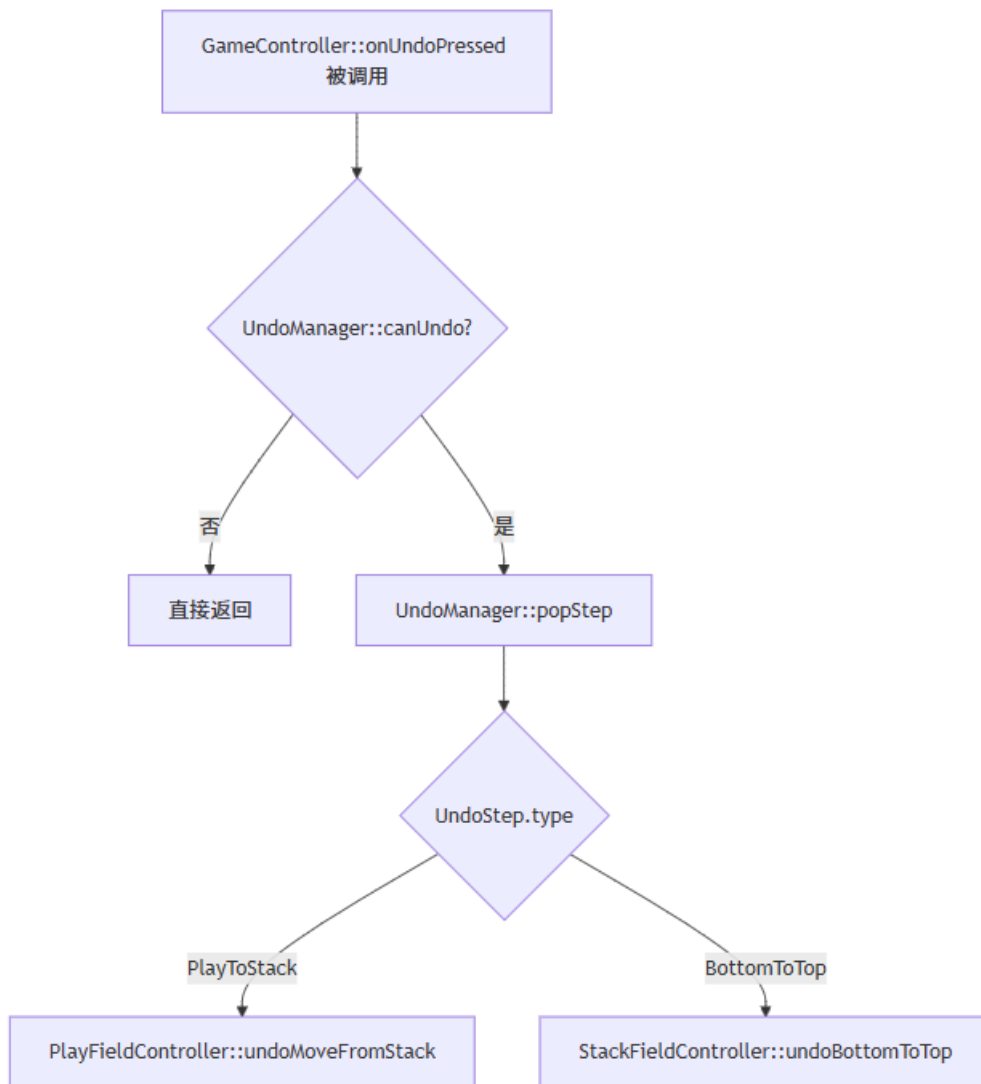 GameController::onUndoPressed
被调用
UndoManager::canUndo?
否
是
直接返回
UndoManager::popStep
UndoStep.type
PlayToStack
BottomToTop
PlayFieldController::undoMoveFromStack
StackFieldController::undoBottomToTop